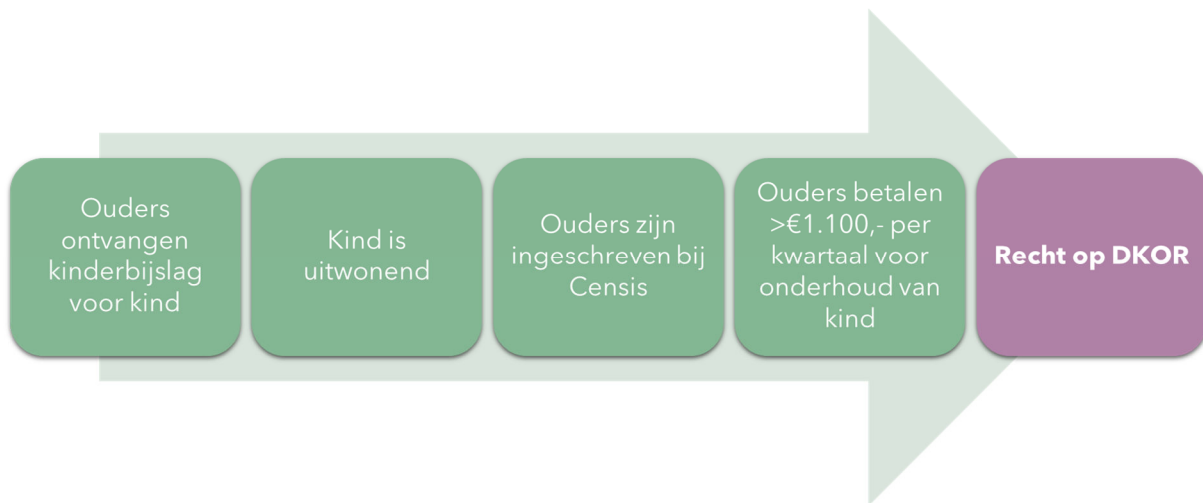 Ouders
ontvangen
kinderbijslag
voor kind
Kind is
uitwonend
Ouders zijn
ingeschreven bij
Censis
Ouders betalen
>€1.100,- per
kwartaal voor
onderhoud van
kind
Recht op DKOR